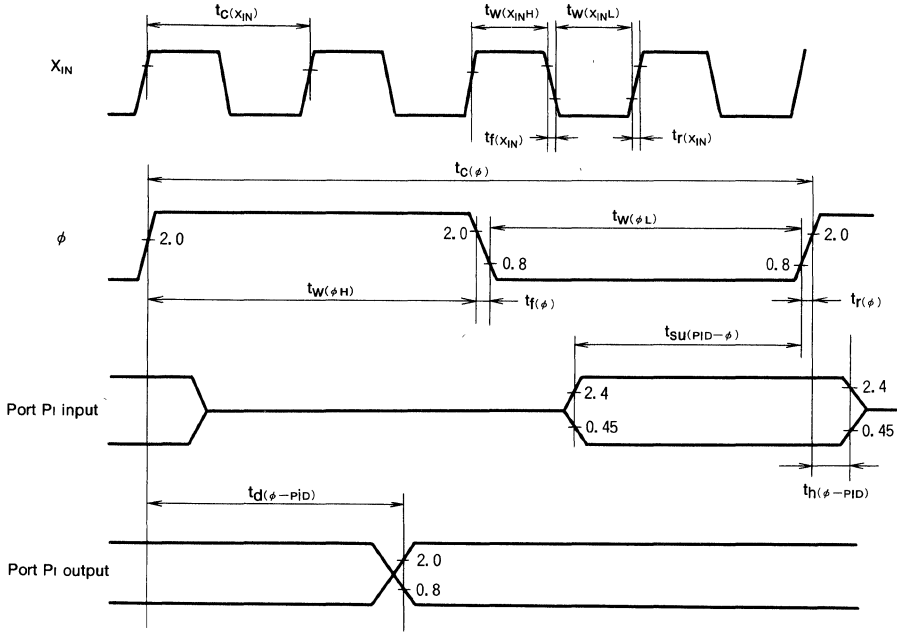 tC(XIN)
tW(XINH)
tW(XINL)
XIN
tf(XIN)
tr(XIN)
tC(φ)
tW(φL)
φ
2.0
2.0
0.8
0.8
2.0
tW(φH)
tf(φ)
tr(φ)
tSU(PID−φ)
Port Pi input
2.4
0.45
2.4
0.45
td(φ−PiD)
th(φ−PID)
Port Pi output
2.0
0.8